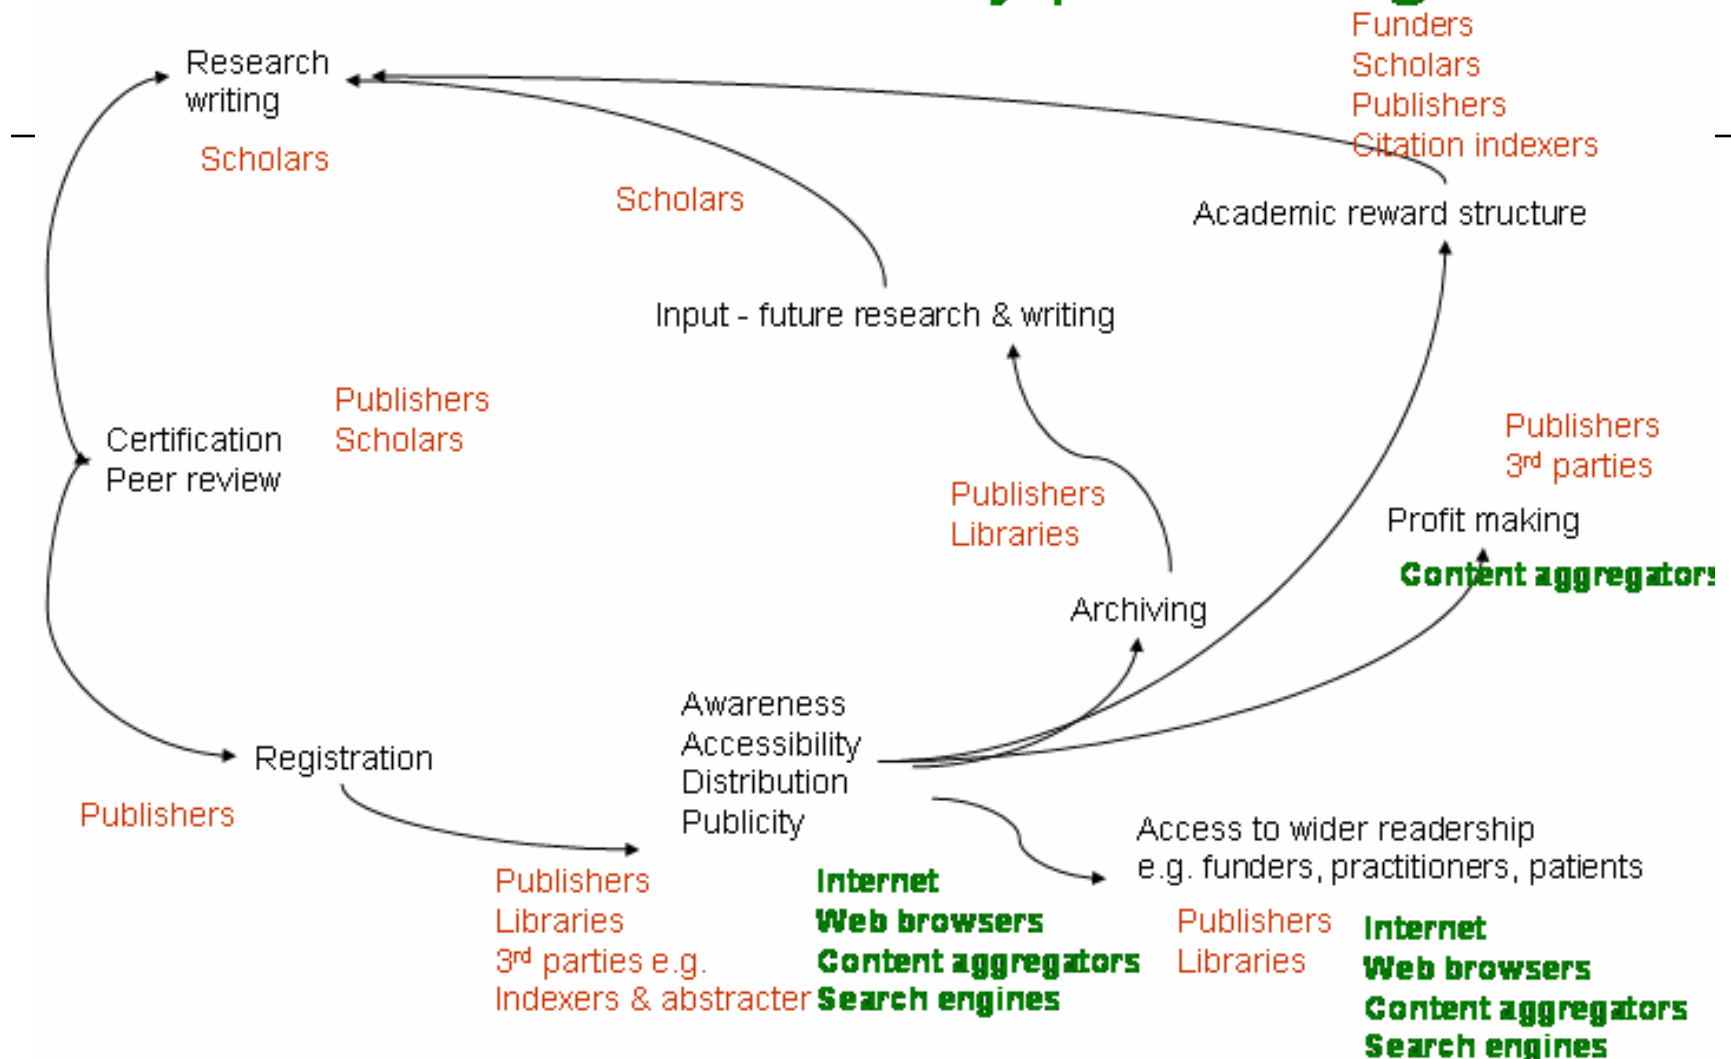 Funders
Scholars
Publishers
Citation indexers
Research
writing
Scholars
Scholars
Academic reward structure
Input - future research & writing
Publishers
Scholars
Certification
Peer review
Publishers
3rd parties
Profit making
Content aggregators
Publishers
Libraries
Archiving
Awareness
Accessibility
Distribution
Publicity
Registration
Publishers
Access to wider readership
e.g. funders, practitioners, patients
Publishers
Libraries
3rd parties e.g.
Indexers & abstracter
Internet
Web browsers
Content aggregators
Search engines
Publishers
Libraries
Internet
Web browsers
Content aggregators
Search engines